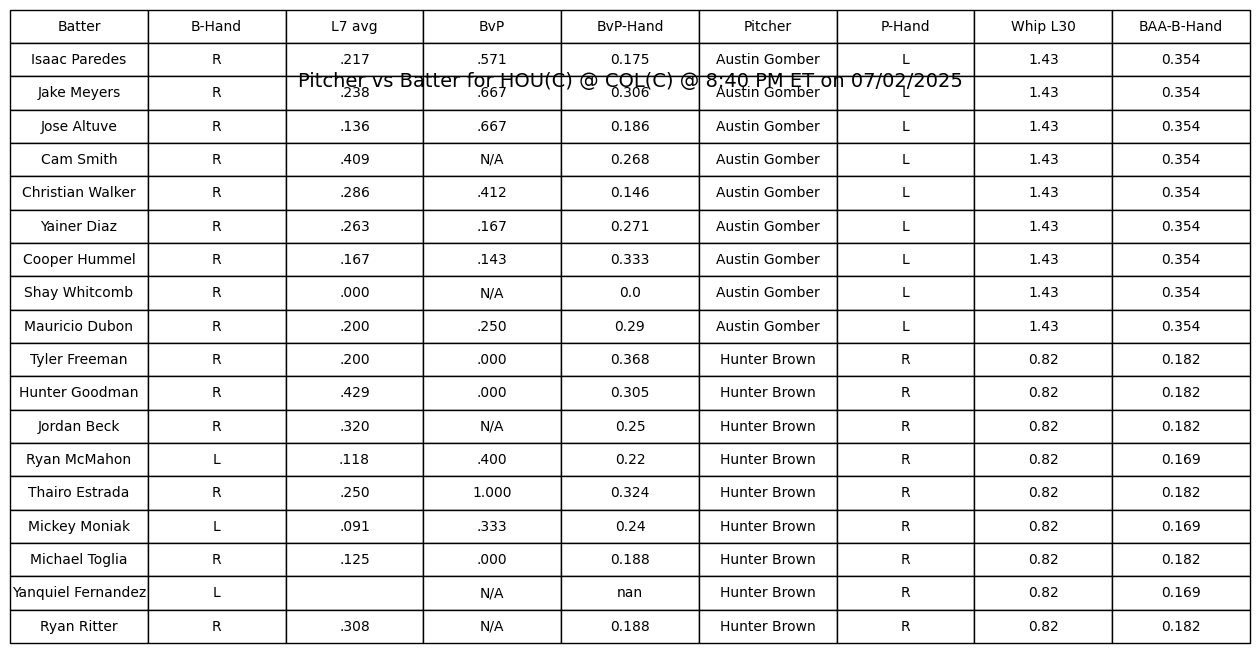 Batter B-Hand L7 avg BvP BvP-Hand Pitcher P-Hand Whip L30 BAA-B-Hand
Isaac Paredes R .217 .571 0.175 Austin Gomber L 1.43 0.354
Pitcher vs Batter for HOU(C) @ COL(C) @ 8:40 PM ET on 07/02/2025
Jake Meyers R .238 .667 0.306 Austin Gomber L 1.43 0.354
Jose Altuve R .136 .667 0.186 Austin Gomber L 1.43 0.354
Cam Smith R .409 N/A 0.268 Austin Gomber L 1.43 0.354
Christian Walker R .286 .412 0.146 Austin Gomber L 1.43 0.354
Yainer Diaz R .263 .167 0.271 Austin Gomber L 1.43 0.354
Cooper Hummel R .167 .143 0.333 Austin Gomber L 1.43 0.354
Shay Whitcomb R .000 N/A 0.0 Austin Gomber L 1.43 0.354
Mauricio Dubon R .200 .250 0.29 Austin Gomber L 1.43 0.354
Tyler Freeman R .200 .000 0.368 Hunter Brown R 0.82 0.182
Hunter Goodman R .429 .000 0.305 Hunter Brown R 0.82 0.182
Jordan Beck R .320 N/A 0.25 Hunter Brown R 0.82 0.182
Ryan McMahon L .118 .400 0.22 Hunter Brown R 0.82 0.169
Thairo Estrada R .250 1.000 0.324 Hunter Brown R 0.82 0.182
Mickey Moniak L .091 .333 0.24 Hunter Brown R 0.82 0.169
Michael Toglia R .125 .000 0.188 Hunter Brown R 0.82 0.182
Yanquiel Fernandez L N/A nan Hunter Brown R 0.82 0.169
Ryan Ritter R .308 N/A 0.188 Hunter Brown R 0.82 0.182